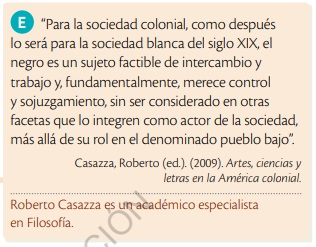 E “Para la sociedad colonial, como después
lo será para la sociedad blanca del siglo XIX, el
negro es un sujeto factible de intercambio y
trabajo y, fundamentalmente, merece control
y sojuzgamiento, sin ser considerado en otras
facetas que lo integren como actor de la sociedad,
más allá de su rol en el denominado pueblo bajo”.
Casazza, Roberto (ed.). (2009). Artes, ciencias y
letras en la América colonial.
Roberto Casazza es un académico especialista
en Filosofía.
CIÓN